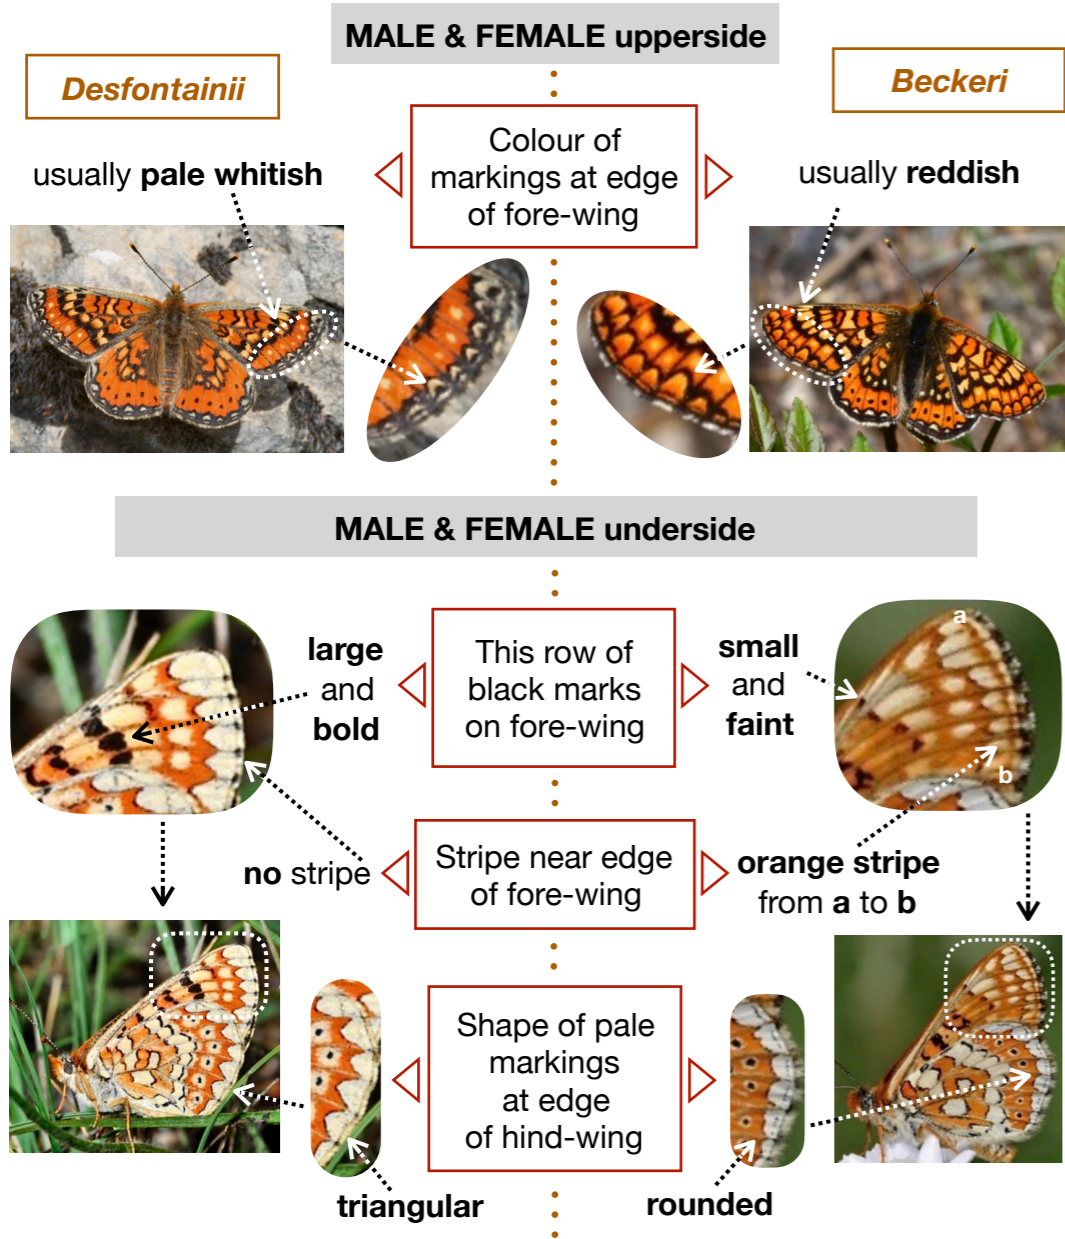 MALE & FEMALE upperside
Desfontainii
Beckeri
Colour of
markings at edge
of fore-wing
usually pale whitish
usually reddish
MALE & FEMALE underside
large
and
bold
This row of
black marks
on fore-wing
small
and
faint
a
b
no stripe
Stripe near edge
of fore-wing
orange stripe
from a to b
Shape of pale
markings
at edge
of hind-wing
triangular
rounded